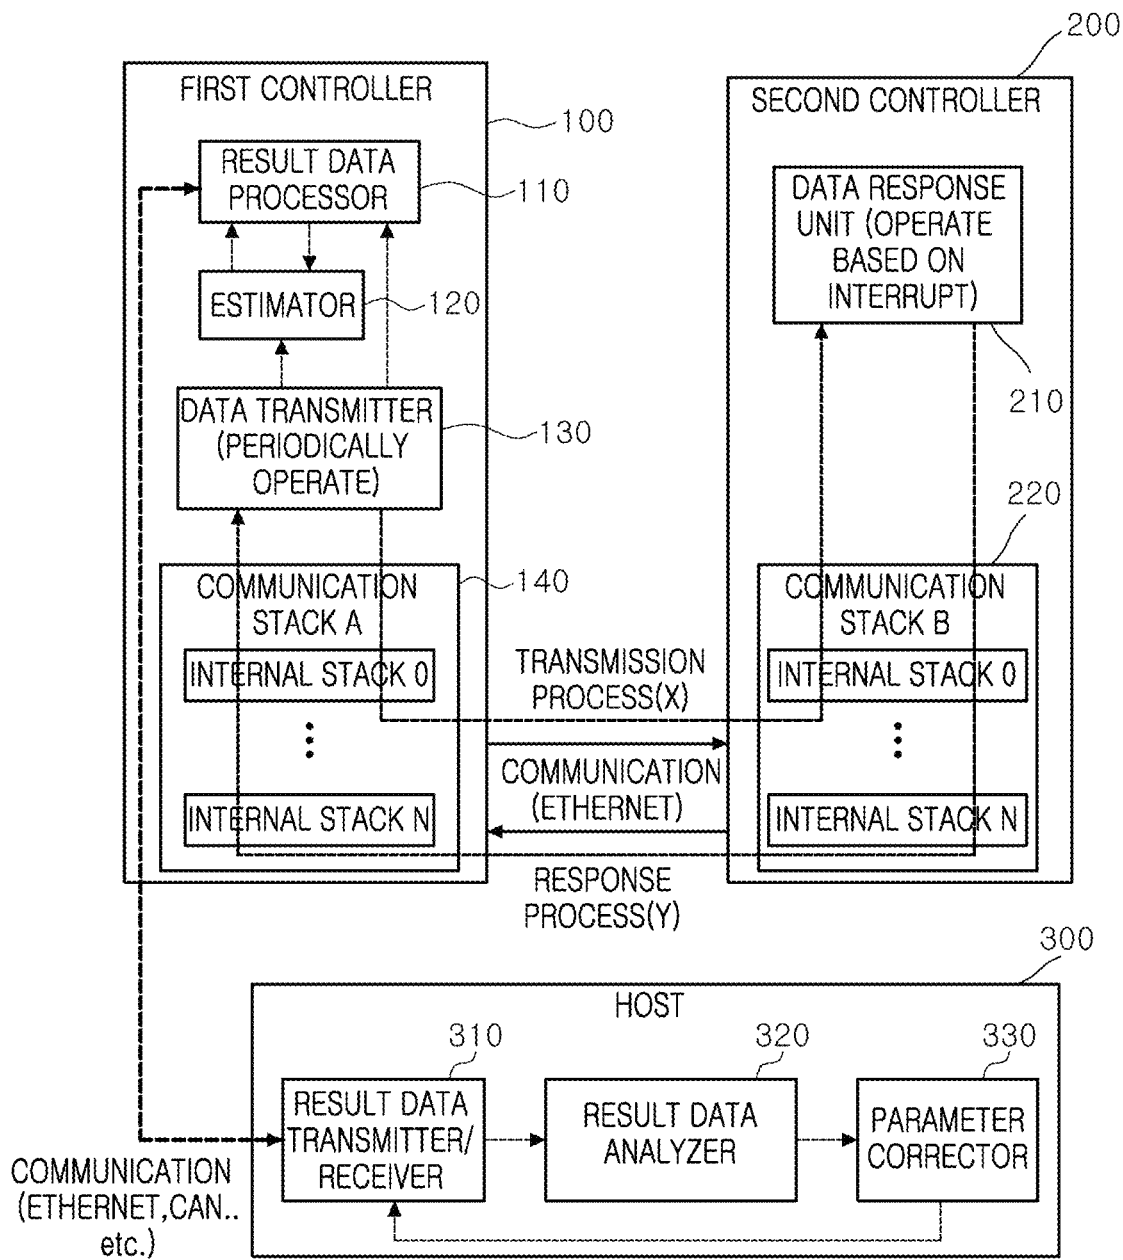 200
FIRST CONTROLLER
SECOND CONTROLLER
100
RESULT DATA
PROCESSOR
110
DATA RESPONSE
UNIT (OPERATE
BASED ON
INTERRUPT)
ESTIMATOR
120
210
DATA TRANSMITTER
(PERIODICALLY
OPERATE)
130
220
COMMUNICATION
STACK A
140
COMMUNICATION
STACK B
INTERNAL STACK 0
TRANSMISSION
PROCESS(X)
INTERNAL STACK 0
COMMUNICATION
(ETHERNET)
INTERNAL STACK N
INTERNAL STACK N
RESPONSE
PROCESS(Y)
300
HOST
310
320
330
RESULT DATA
TRANSMITTER/
RECEIVER
RESULT DATA
ANALYZER
PARAMETER
CORRECTOR
COMMUNICATION
(ETHERNET,CAN..
etc.)